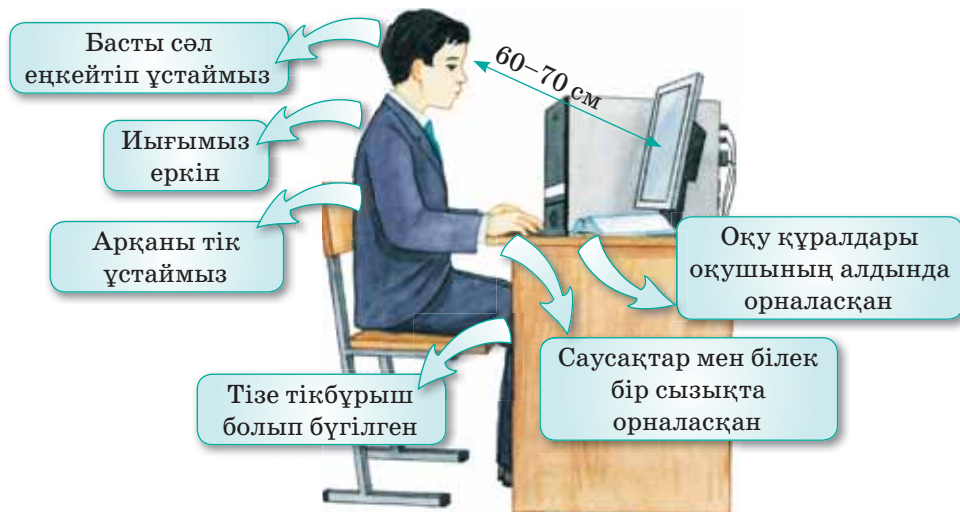 Басты сәл
еңкейтіп ұстаймыз
60–70 см
Иығымыз
еркін
Арқаны тік
ұстаймыз
Оқу құралдары
оқушының алдында
орналасқан
Саусақтар мен білек
бір сызықта
орналасқан
Тізе тікбұрыш
болып бүгілген